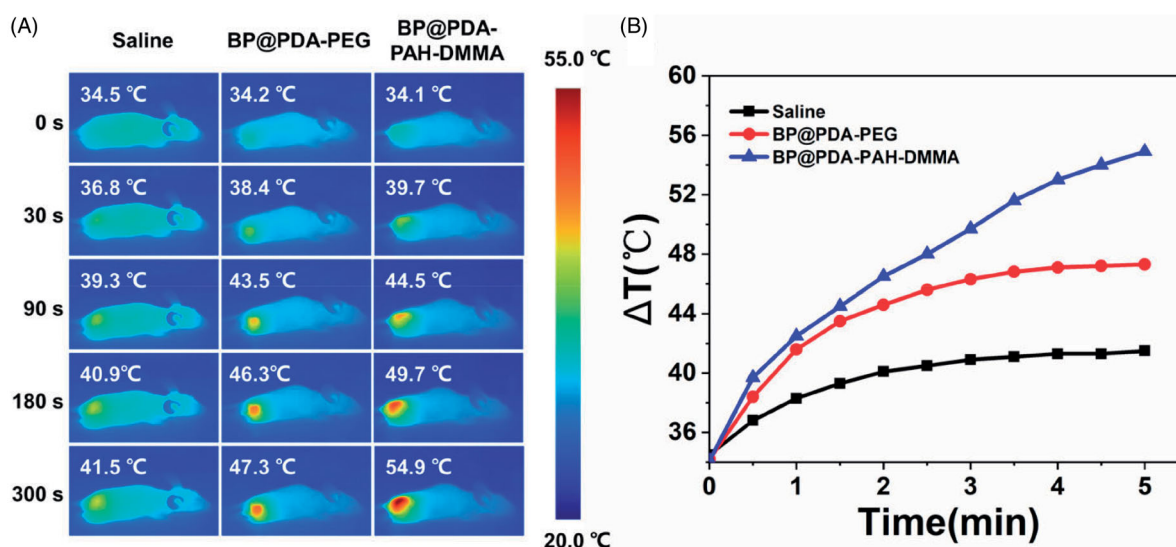 (A)
Saline
BP@PDA-PEG
BP@PDA-
PAH-DMMA
0 s
34.5 ℃
34.2 ℃
34.1 ℃
30 s
36.8 ℃
38.4 ℃
39.7 ℃
90 s
39.3 ℃
43.5 ℃
44.5 ℃
180 s
40.9℃
46.3℃
49.7 ℃
300 s
41.5 ℃
47.3 ℃
54.9 ℃
55.0 ℃
20.0 ℃
(B)
ΔT(℃)
60
56
52
48
44
40
36
Saline
BP@PDA-PEG
BP@PDA-PAH-DMMA
0 1 2 3 4 5
Time(min)